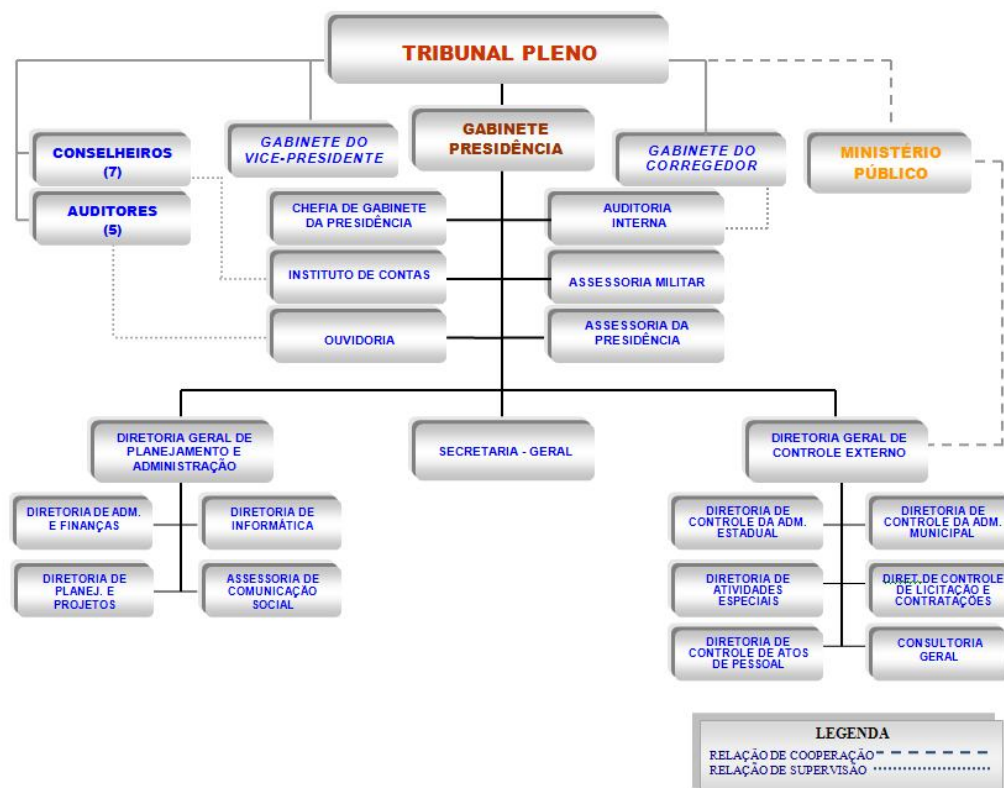 TRIBUNAL PLENO
CONSELHEIROS
(7)
GABINETE DO
VICE-PRESIDENTE
GABINETE
PRESIDÊNCIA
GABINETE DO
CORREGEDOR
MINISTÉRIO
PÚBLICO
AUDITORES
(5)
CHEFIA DE GABINETE
DA PRESIDÊNCIA
AUDITORIA
INTERNA
INSTITUTO DE CONTAS
ASSESSORIA MILITAR
OUVIDORIA
ASSESSORIA DA
PRESIDÊNCIA
DIRETORIA GERAL DE
PLANEJAMENTO E
ADMINISTRAÇÃO
SECRETARIA - GERAL
DIRETORIA GERAL DE
CONTROLE EXTERNO
DIRETORIA DE ADM.
E FINANÇAS
DIRETORIA DE
INFORMÁTICA
DIRETORIA DE
PLANEJ. E
PROJETOS
ASSESSORIA DE
COMUNICAÇÃO
SOCIAL
DIRETORIA DE
CONTROLE DA ADM.
ESTADUAL
DIRETORIA DE
CONTROLE DA ADM.
MUNICIPAL
DIRETORIA DE
ATIVIDADES
ESPECIAIS
DIRET. DE CONTROLE
DE LICITAÇÃO E
CONTRATAÇÕES
DIRETORIA DE
CONTROLE DE ATOS
DE PESSOAL
CONSULTORIA
GERAL
LEGENDA
RELAÇÃO DE COOPERAÇÃO
RELAÇÃO DE SUPERVISÃO